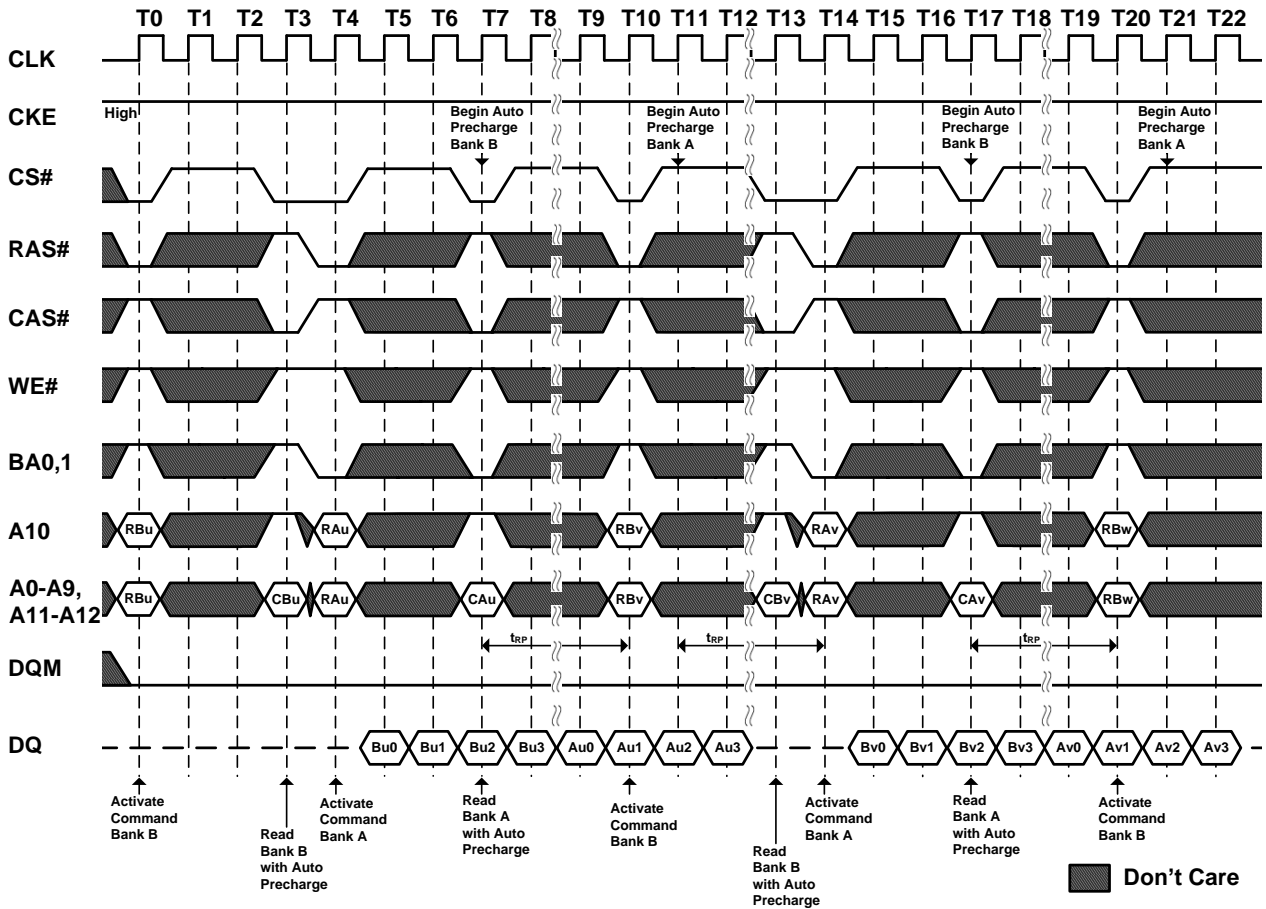 T0 T1 T2 T3 T4 T5 T6 T7 T8 T9 T10 T11 T12 T13 T14 T15 T16 T17 T18 T19 T20 T21 T22
CLK
CKE
High
Begin Auto
Precharge
Bank B
Begin Auto
Precharge
Bank A
Begin Auto
Precharge
Bank B
Begin Auto
Precharge
Bank A
CS#
RAS#
CAS#
WE#
BA0,1
A10
RBu RAu RBv RAv RBw
A0-A9,
A11-A12
RBu CBu RAu CAu RBv CBv RAv CAv RBw
tRP tRP tRP
DQM
DQ
Bu0 Bu1 Bu2 Bu3 Au0 Au1 Au2 Au3 Bv0 Bv1 Bv2 Bv3 Av0 Av1 Av2 Av3
Activate
Command
Bank B
Read
Bank B
with Auto
Precharge
Activate
Command
Bank A
Read
Bank A
with Auto
Precharge
Activate
Command
Bank B
Read
Bank B
with Auto
Precharge
Activate
Command
Bank A
Read
Bank A
with Auto
Precharge
Activate
Command
Bank B
Don't Care